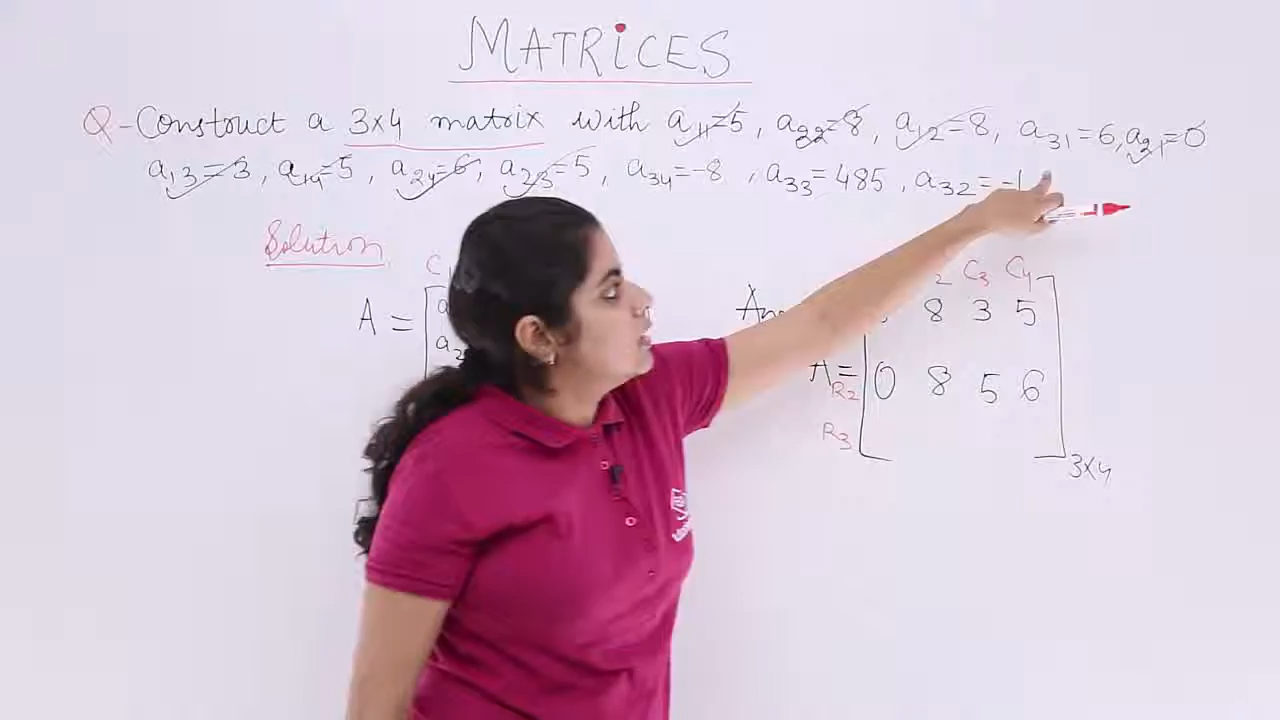 MATRICES
Q-Construct a 3x4 matrix with a11=5, a22=8, a12=8, a31=6, a21=0
a13=3, a14=5, a24=6, a23=5, a34=-8, a33=485, a32=-1
Solution
A =
C3 C4
8 3 5
A= 0 8 5 6
R2
R3
3x4